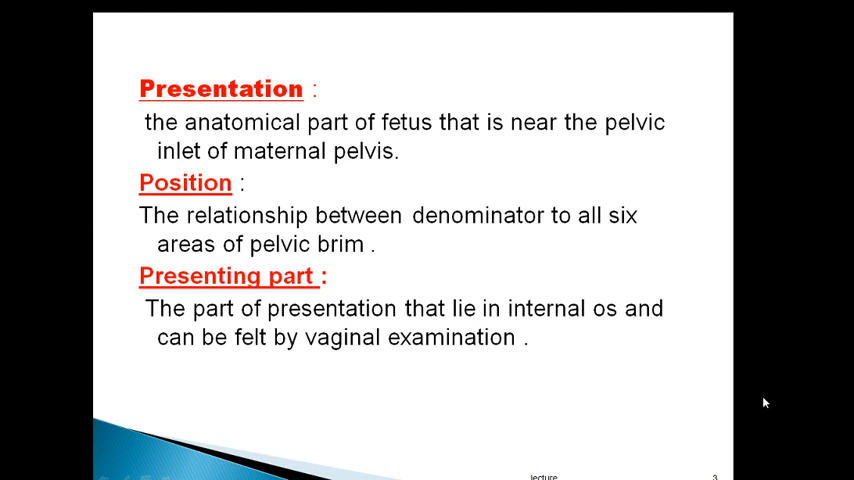 Presentation :
the anatomical part of fetus that is near the pelvic
inlet of maternal pelvis.
Position :
The relationship between denominator to all six
areas of pelvic brim .
Presenting part :
The part of presentation that lie in internal os and
can be felt by vaginal examination .
lecture 3